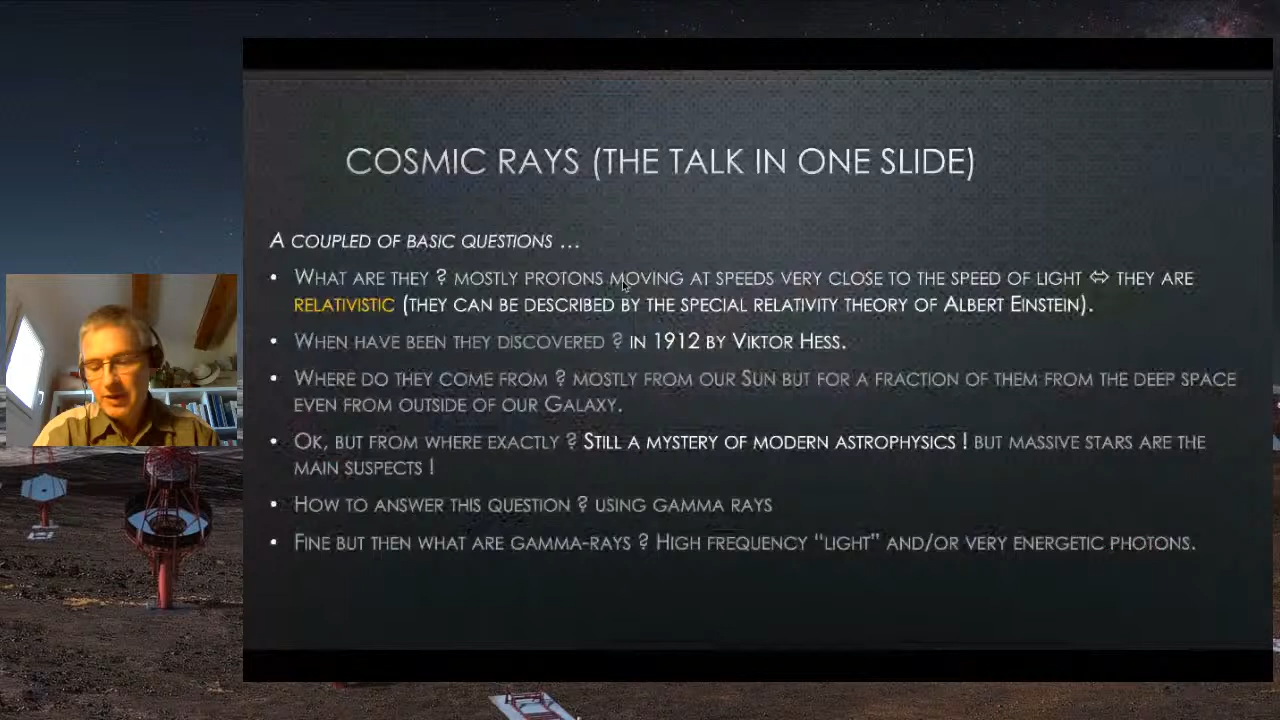 COSMIC RAYS (THE TALK IN ONE SLIDE)
A COUPLED OF BASIC QUESTIONS …
• WHAT ARE THEY ? MOSTLY PROTONS MOVING AT SPEEDS VERY CLOSE TO THE SPEED OF LIGHT ⇔ THEY ARE
RELATIVISTIC (THEY CAN BE DESCRIBED BY THE SPECIAL RELATIVITY THEORY OF ALBERT EINSTEIN).
• WHEN HAVE BEEN THEY DISCOVERED ? IN 1912 BY VIKTOR HESS.
• WHERE DO THEY COME FROM ? MOSTLY FROM OUR SUN BUT FOR A FRACTION OF THEM FROM THE DEEP SPACE
EVEN FROM OUTSIDE OF OUR GALAXY.
• OK, BUT FROM WHERE EXACTLY ? STILL A MYSTERY OF MODERN ASTROPHYSICS ! BUT MASSIVE STARS ARE THE
MAIN SUSPECTS !
• HOW TO ANSWER THIS QUESTION ? USING GAMMA RAYS
• FINE BUT THEN WHAT ARE GAMMA-RAYS ? HIGH FREQUENCY “LIGHT” AND/OR VERY ENERGETIC PHOTONS.